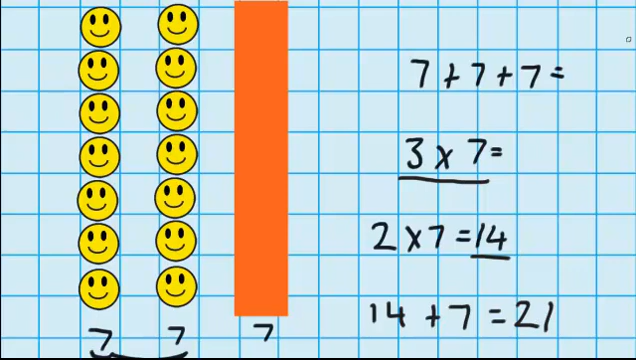 7 + 7 + 7 =
3 x 7 =
2 x 7 = 14
14 + 7 = 21
7 7 7